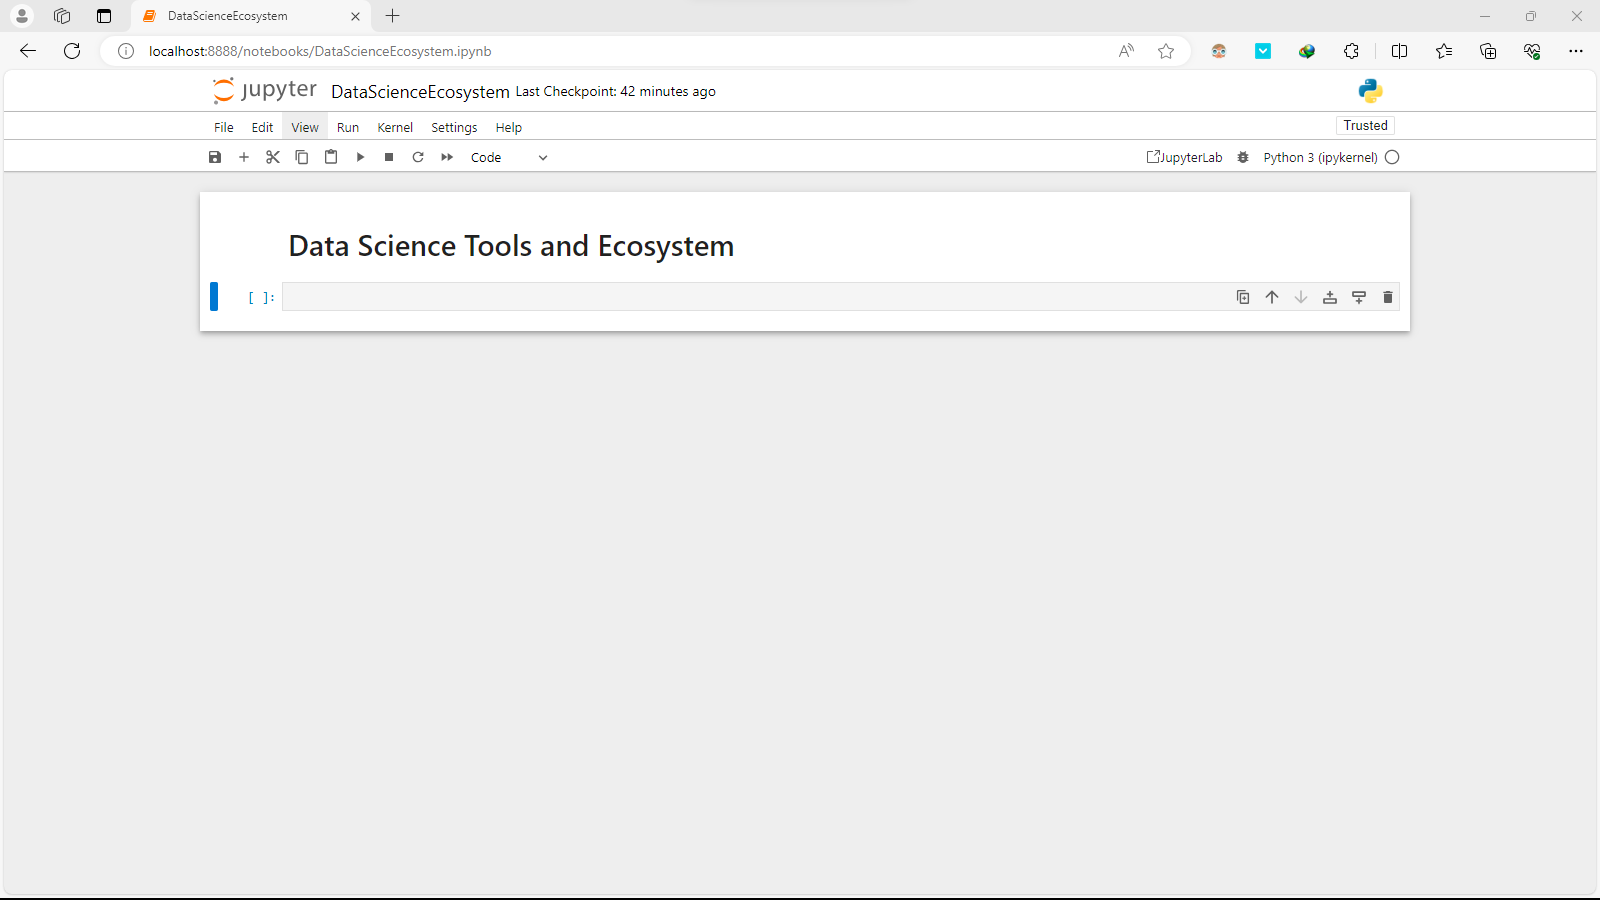 DataScienceEcosystem
localhost:8888/notebooks/DataScienceEcosystem.ipynb
jupyter DataScienceEcosystem Last Checkpoint: 42 minutes ago
File Edit View Run Kernel Settings Help Trusted
Code JupyterLab Python 3 (ipykernel)
Data Science Tools and Ecosystem
[ ]: